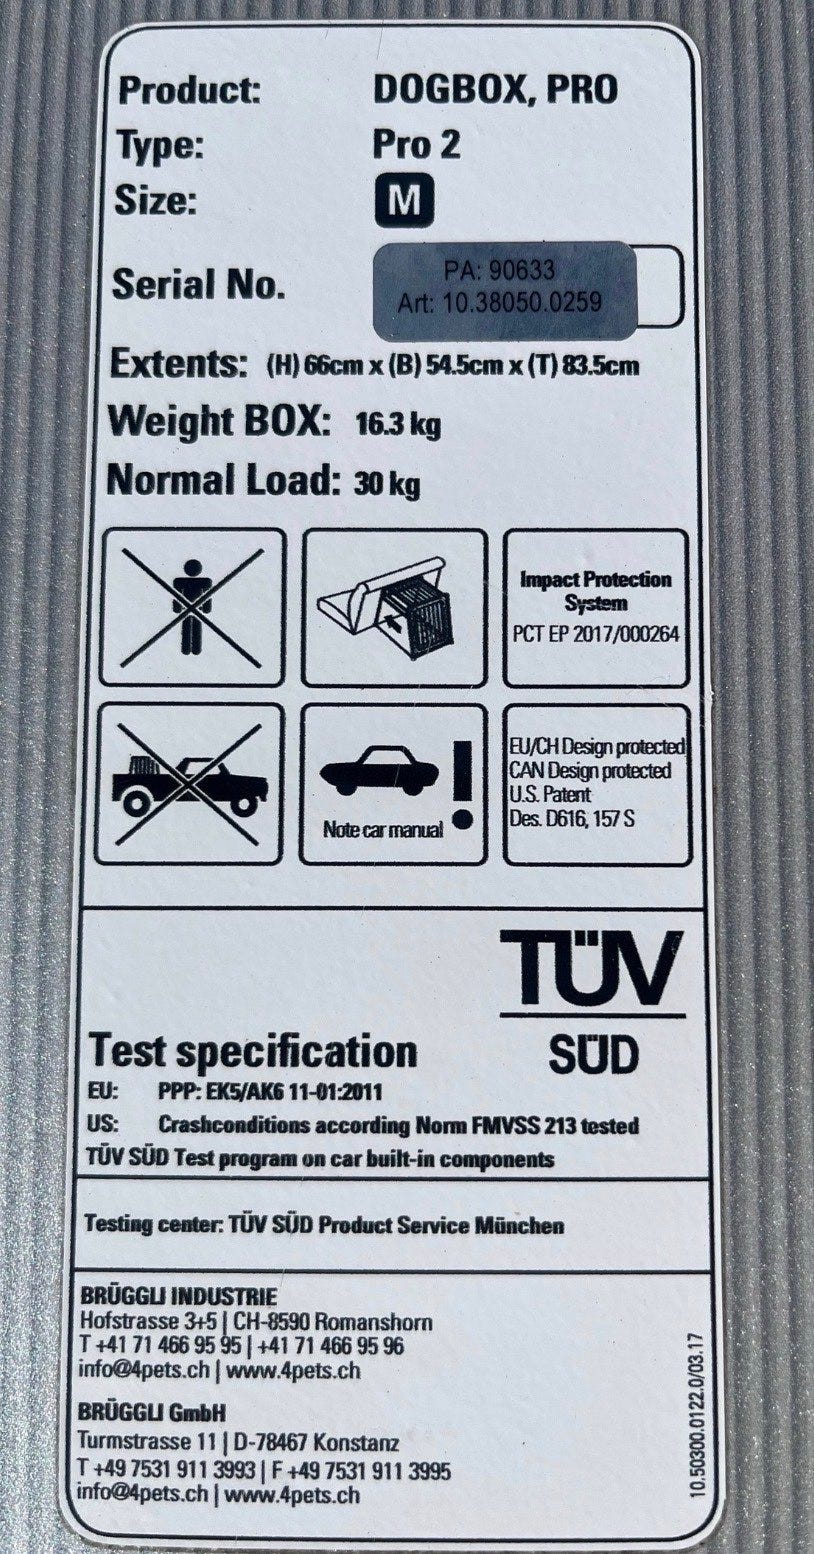 Product: DOGBOX, PRO
Type: Pro 2
Size: M
Serial No. PA: 90633
Art: 10.38050.0259
Extents: (H) 66cm x (B) 54.5cm x (T) 83.5cm
Weight BOX: 16.3 kg
Normal Load: 30 kg
Impact Protection
System
PCT EP 2017/000264
Note car manual !
EU/CH Design protected
CAN Design protected
U.S. Patent
Des. D616, 157 S
TÜV
SÜD
Test specification
EU: PPP: EK5/AK6 11-01:2011
US: Crashconditions according Norm FMVSS 213 tested
TÜV SÜD Test program on car built-in components
Testing center: TÜV SÜD Product Service München
BRÜGGLI INDUSTRIE
Hofstrasse 3+5 | CH-8590 Romanshorn
T +41 71 466 95 95 | +41 71 466 95 96
info@4pets.ch | www.4pets.ch
BRÜGGLI GmbH
Turmstrasse 11 | D-78467 Konstanz
T +49 7531 911 3993 | F +49 7531 911 3995
info@4pets.ch | www.4pets.ch
10.50300.0122.0/03.17